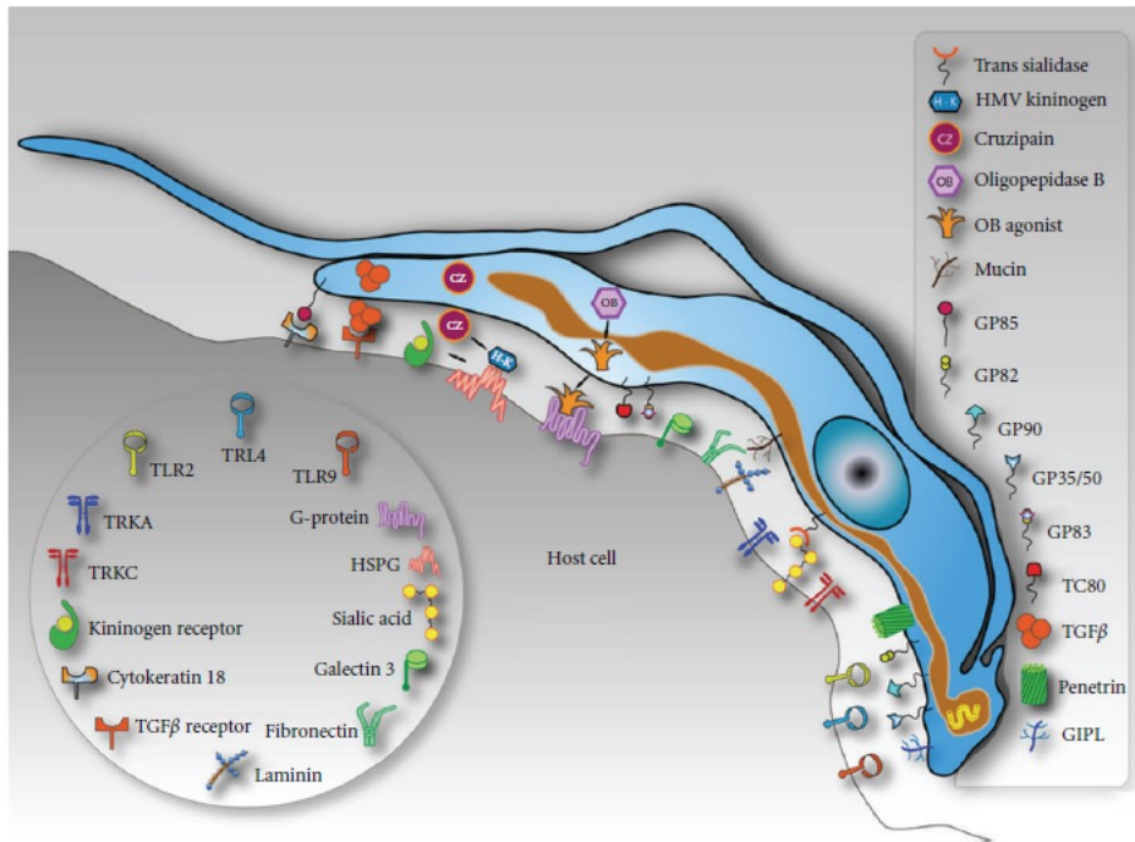 Trans sialidase
H-K
HMV kininogen
CZ
Cruzipain
OB
Oligopepidase B
OB agonist
Mucin
GP85
GP82
GP90
GP35/50
GP83
TC80
TGFβ
Penetrin
GIPL
CZ
CZ
H-K
OB
Host cell
TRL4
TLR2
TLR9
TRKA
G-protein
TRKC
HSPG
Sialic acid
Kininogen receptor
Galectin 3
Cytokeratin 18
TGFβ receptor
Fibronectin
Laminin